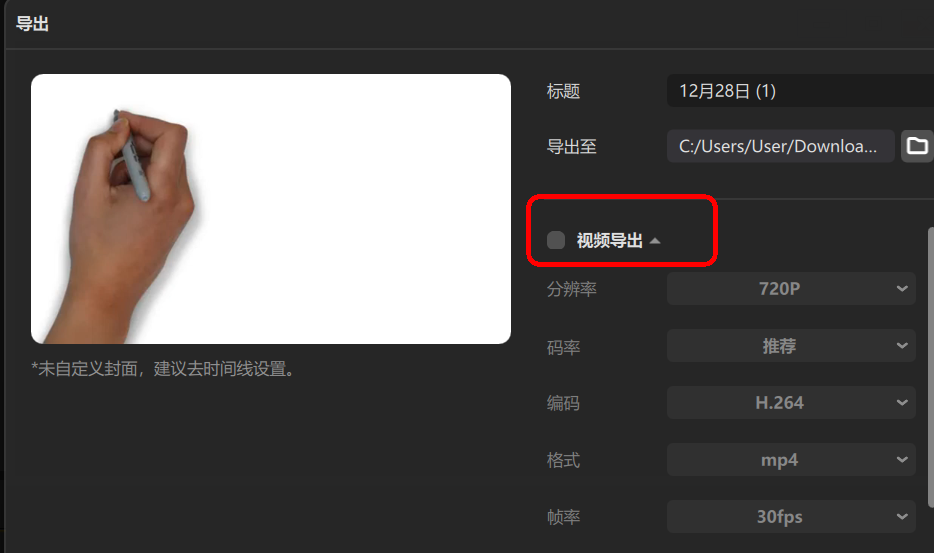 导出
标题
12月28日 (1)
导出至
C:/Users/User/Downloa...
视频导出
分辨率
720P
码率
推荐
*未自定义封面，建议去时间线设置。
编码
H.264
格式
mp4
帧率
30fps